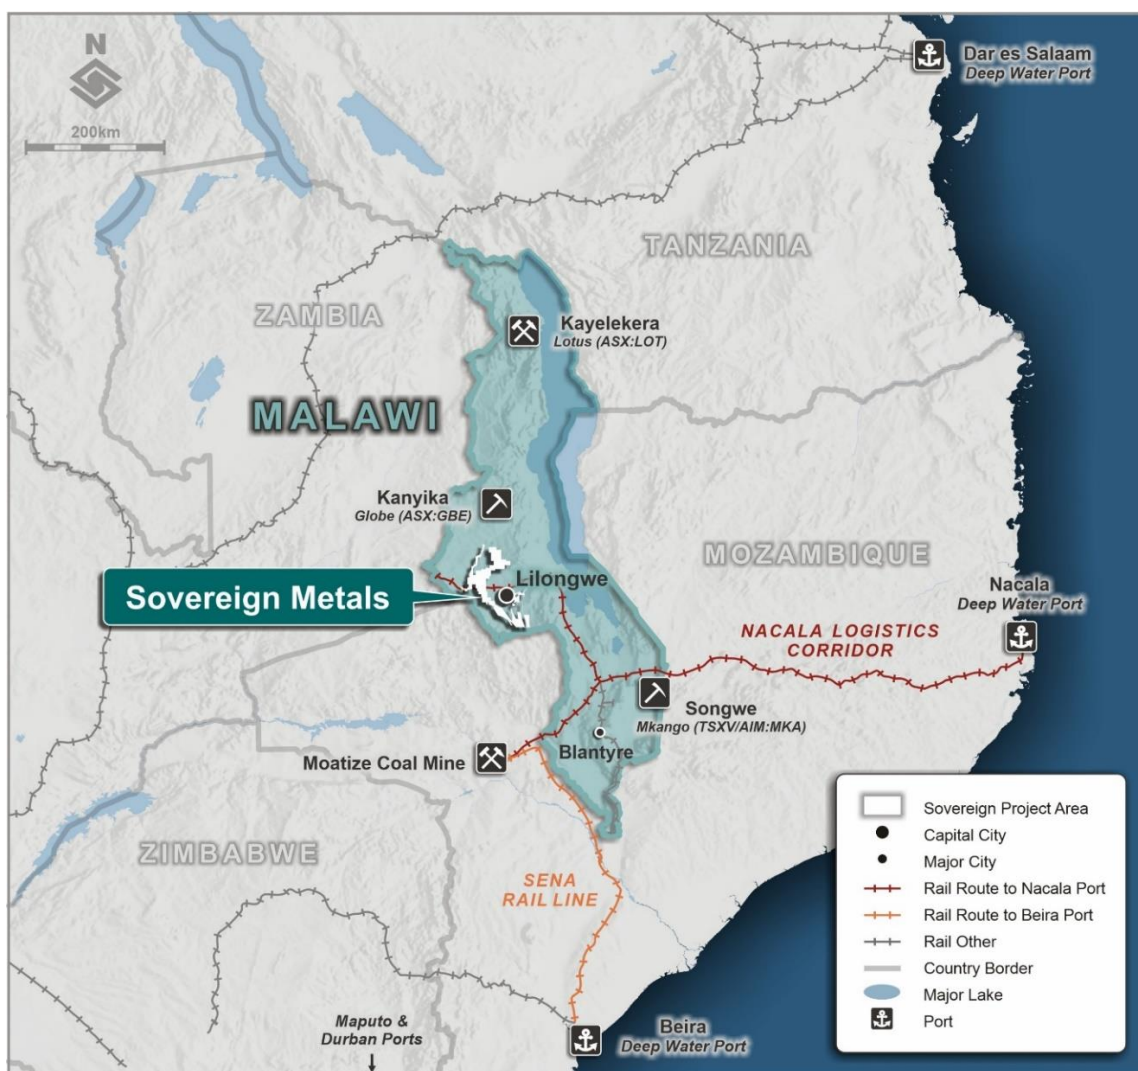 N
200km
Dar es Salaam
Deep Water Port
TANZANIA
ZAMBIA
Kayelekera
Lotus (ASX:LOT)
MALAWI
Kanyika
Globe (ASX:GBE)
MOZAMBIQUE
Lilongwe
Sovereign Metals
Nacala
Deep Water Port
NACALA LOGISTICS
CORRIDOR
Songwe
Mkango (TSXV/AIM:MKA)
Blantyre
Moatize Coal Mine
ZIMBABWE
SENA
RAIL LINE
Maputo &
Durban Ports
Beira
Deep Water Port
Sovereign Project Area
Capital City
Major City
Rail Route to Nacala Port
Rail Route to Beira Port
Rail Other
Country Border
Major Lake
Port